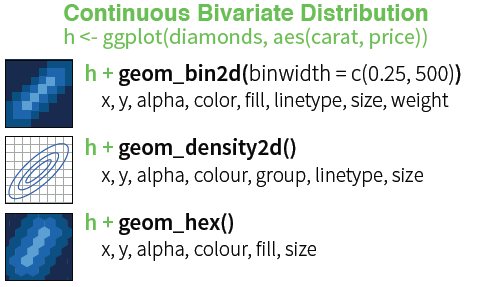 Continuous Bivariate Distribution
h <- ggplot(diamonds, aes(carat, price))
h + geom_bin2d(binwidth = c(0.25, 500))
x, y, alpha, color, fill, linetype, size, weight
h + geom_density2d()
x, y, alpha, colour, group, linetype, size
h + geom_hex()
x, y, alpha, colour, fill, size